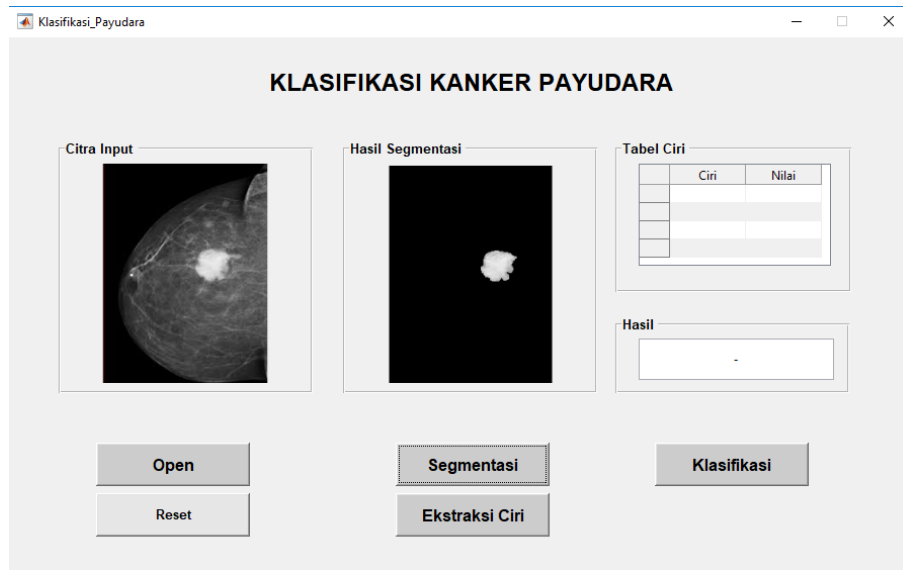 Klasifikasi_Payudara
KLASIFIKASI KANKER PAYUDARA
Citra Input
Hasil Segmentasi
Tabel Ciri
Ciri Nilai
Hasil
-
Open
Segmentasi
Klasifikasi
Reset
Ekstraksi Ciri